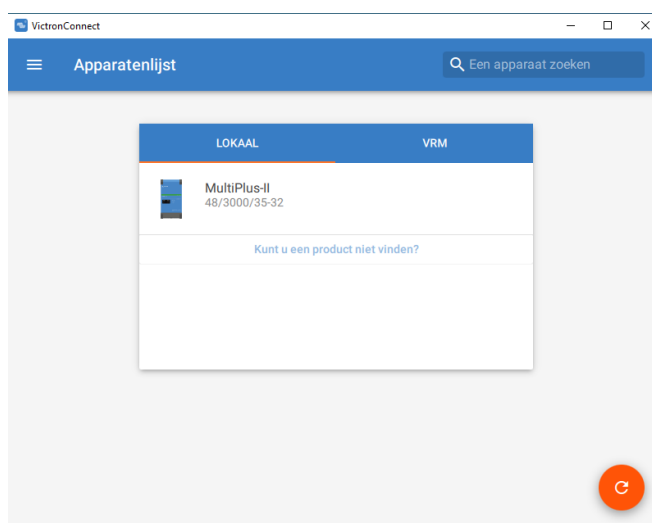 VictronConnect
Apparatenlijst
Een apparaat zoeken
LOKAAL
VRM
MultiPlus-II
48/3000/35-32
Kunt u een product niet vinden?